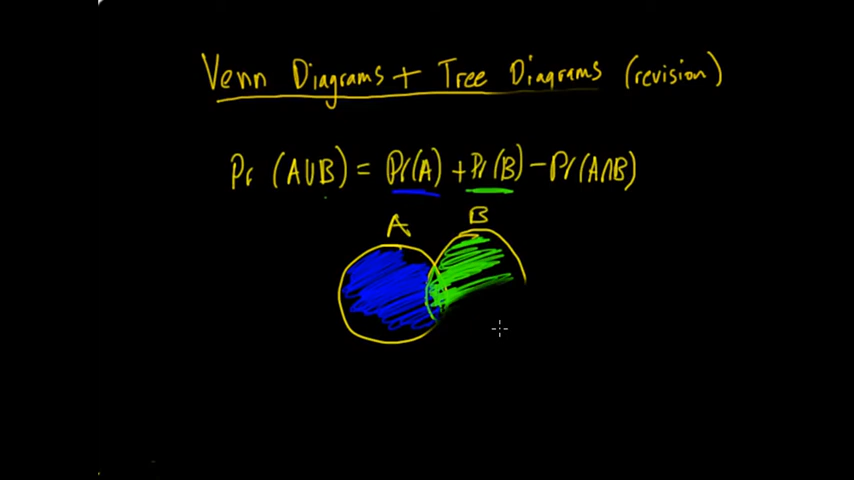 Venn Diagrams + Tree Diagrams (revision)
Pr (A∪B) = Pr(A) + Pr(B) - Pr(A∩B)
A B